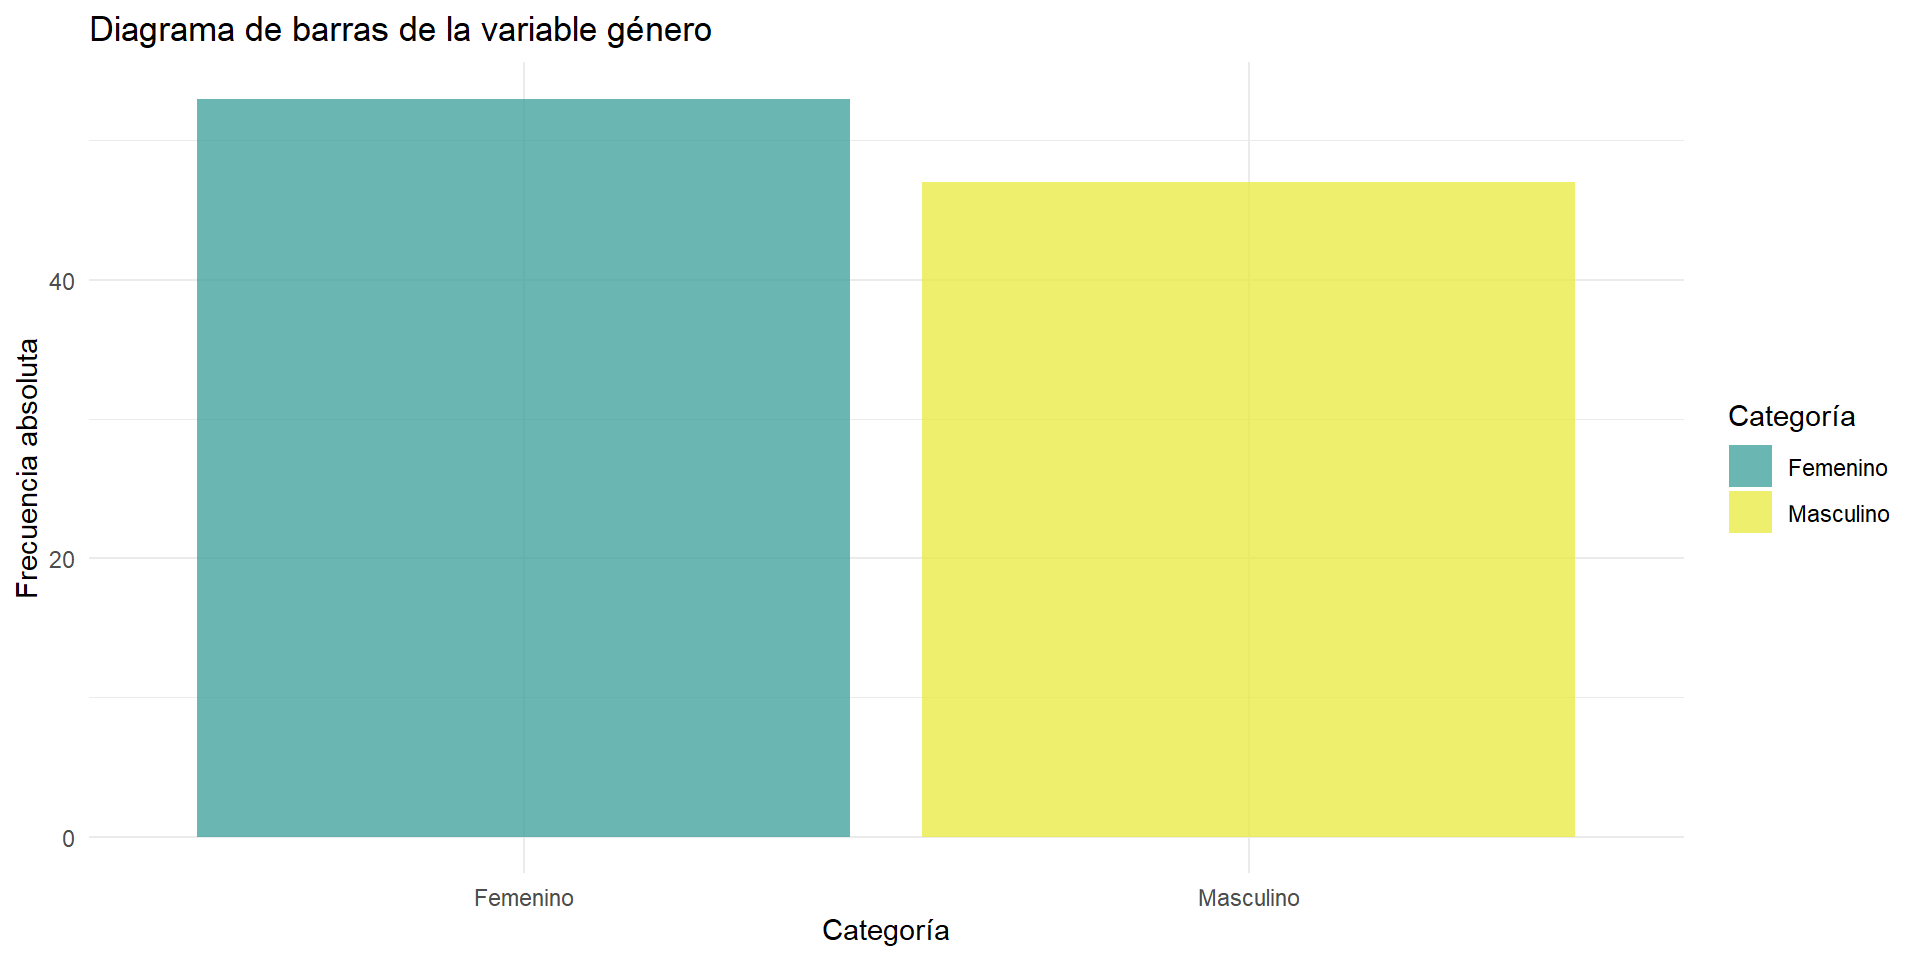 Diagrama de barras de la variable género
Frecuencia absoluta
40
20
0
Femenino
Masculino
Categoría
Categoría
Femenino
Masculino